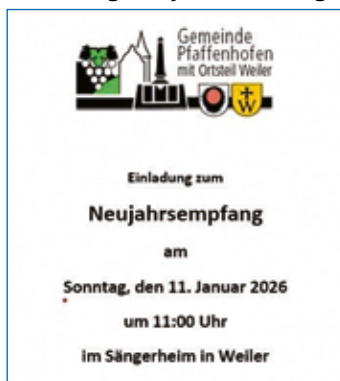 Gemeinde
Pfaffenhofen
mit Ortsteil Weiler
Einladung zum
Neujahrsempfang
am
Sonntag, den 11. Januar 2026
um 11:00 Uhr
im Sängerheim in Weiler